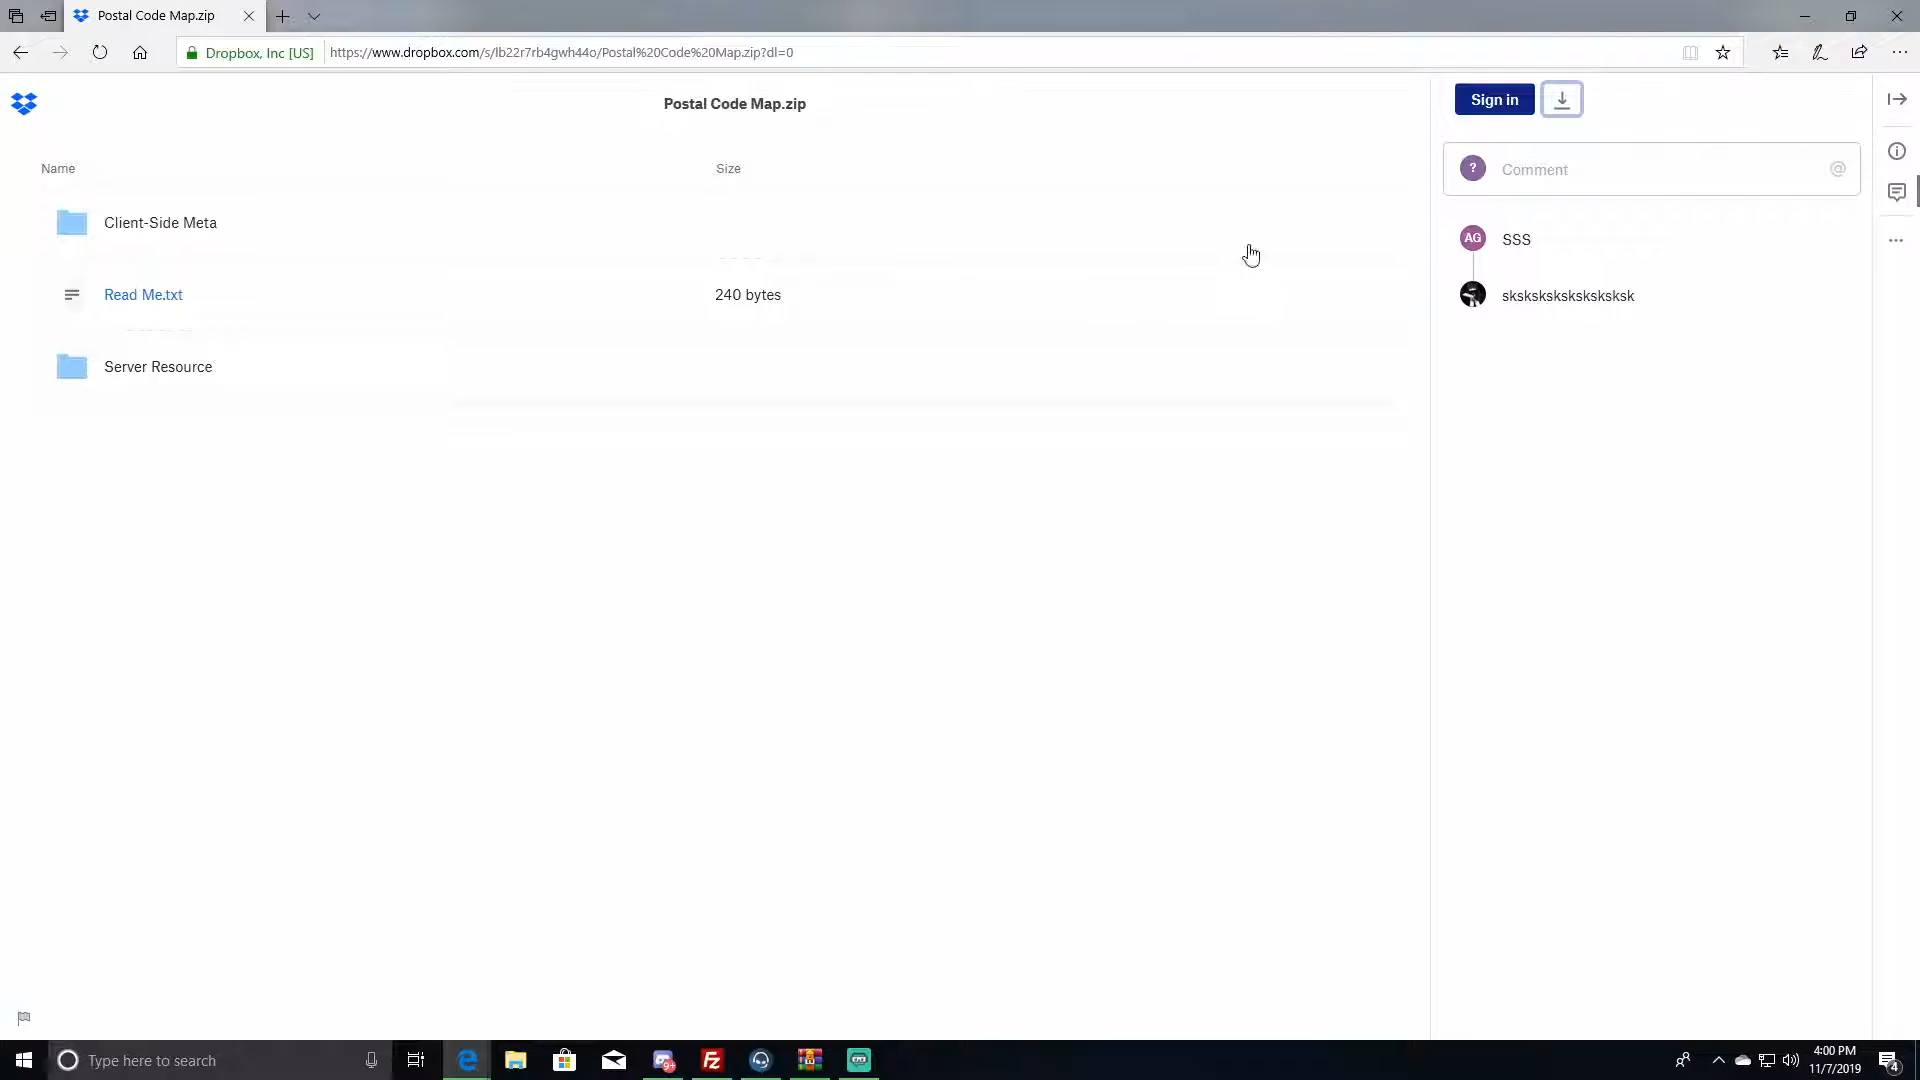 Postal Code Map.zip
Dropbox, Inc [US]
https://www.dropbox.com/s/lb22r7rb4gwh44o/Postal%20Code%20Map.zip?dl=0
Postal Code Map.zip
Sign in
Name
Size
? Comment @
Client-Side Meta
AG SSS
Read Me.txt
240 bytes
sksksksksksksksk
Server Resource
Type here to search
9+
4:00 PM
11/7/2019
4